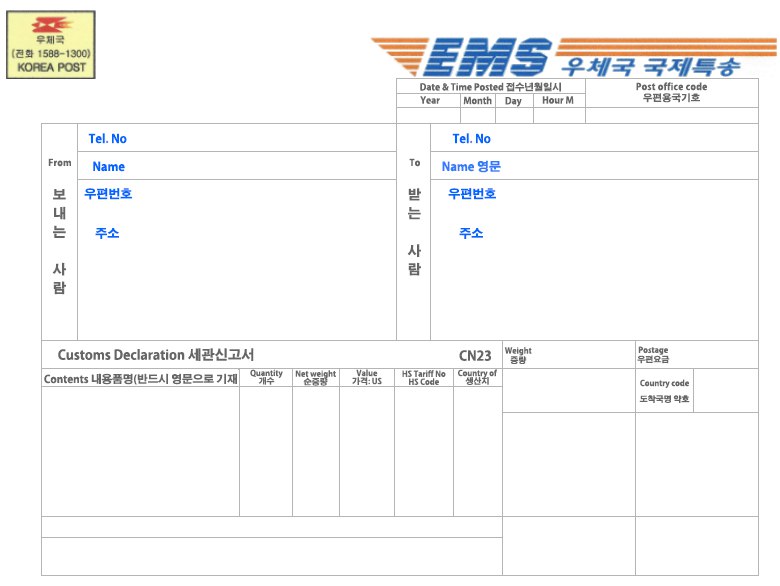 우체국
(전화 1588-1300)
KOREA POST
EMS 우체국 국제특송
Date & Time Posted 접수년월일시
Year Month Day Hour M
Post office code
우편용국기호
From
보내는 사람
Tel. No
Name
우편번호
주소
To
받는 사람
Tel. No
Name 영문
우편번호
주소
Customs Declaration 세관신고서 CN23
Weight
중량
Postage
우편요금
Contents 내용품명(반드시 영문으로 기재
Quantity
개수
Net weight
순중량
Value
가격: US
HS Tariff No
HS Code
Country of
생산지
Country code
도착국명 약호